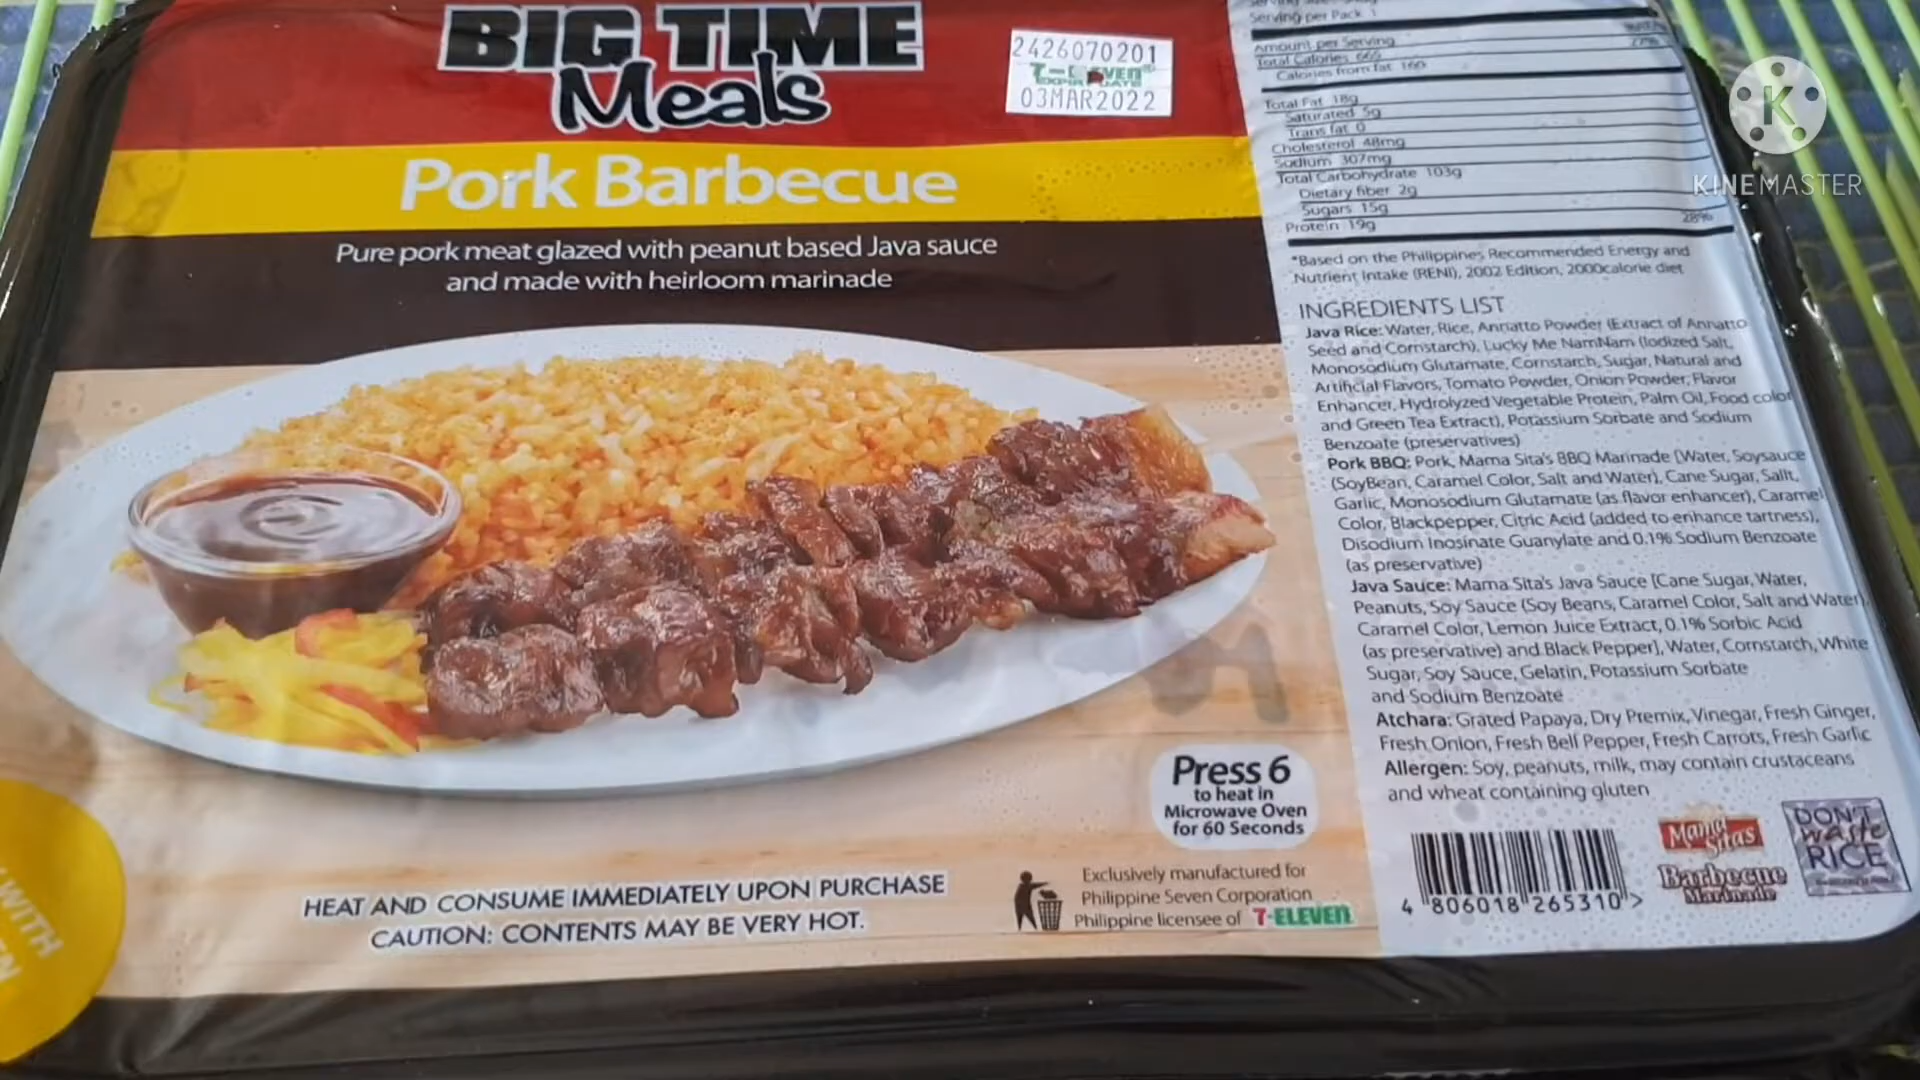 BIG TIME
Meals
2426070201
7-ELEVEN
EXPIRY DATE
03MAR2022
Pork Barbecue
Pure pork meat glazed with peanut based Java sauce
and made with heirloom marinade
Serving per Pack 1
Amount per Serving
Total Calories 665
27%
Calories from fat 160
Total Fat 18g
Saturated 5g
Trans fat 0
Cholesterol 48mg
Sodium 307mg
Total Carbohydrate 103g
Dietary fiber 2g
Sugars 15g
Protein 19g
28%
*Based on the Philippines Recommended Energy and
Nutrient Intake (RENI), 2002 Edition, 2000calorie diet
INGREDIENTS LIST
Java Rice: Water, Rice, Annatto Powder (Extract of Annatto
Seed and Cornstarch), Lucky Me NamNam (Iodized Salt,
Monosodium Glutamate, Cornstarch, Sugar, Natural and
Artificial Flavors, Tomato Powder, Onion Powder, Flavor
Enhancer, Hydrolyzed Vegetable Protein, Palm Oil, Food color
and Green Tea Extract), Potassium Sorbate and Sodium
Benzoate (preservatives)
Pork BBQ: Pork, Mama Sita's BBQ Marinade [Water, Soysauce
(SoyBean, Caramel Color, Salt and Water), Cane Sugar, Sallt,
Garlic, Monosodium Glutamate (as flavor enhancer), Caramel
Color, Blackpepper, Citric Acid (added to enhance tartness),
Disodium Inosinate Guanylate and 0.1% Sodium Benzoate
(as preservative)
Java Sauce: Mama Sita's Java Sauce [Cane Sugar, Water,
Peanuts, Soy Sauce (Soy Beans, Caramel Color, Salt and Water),
Caramel Color, Lemon Juice Extract, 0.1% Sorbic Acid
(as preservative) and Black Pepper], Water, Cornstarch, White
Sugar, Soy Sauce, Gelatin, Potassium Sorbate
and Sodium Benzoate
Atchara: Grated Papaya, Dry Premix, Vinegar, Fresh Ginger,
Fresh Onion, Fresh Bell Pepper, Fresh Carrots, Fresh Garlic
Allergen: Soy, peanuts, milk, may contain crustaceans
and wheat containing gluten
Press 6
to heat in
Microwave Oven
for 60 Seconds
HEAT AND CONSUME IMMEDIATELY UPON PURCHASE
CAUTION: CONTENTS MAY BE VERY HOT.
Exclusively manufactured for
Philippine Seven Corporation
Philippine licensee of 7-ELEVEN
4 806018 265310 >
Mama Sita's
Barbecue
Marinade
DON'T
waste
RICE
WITH
K
KINEMASTER